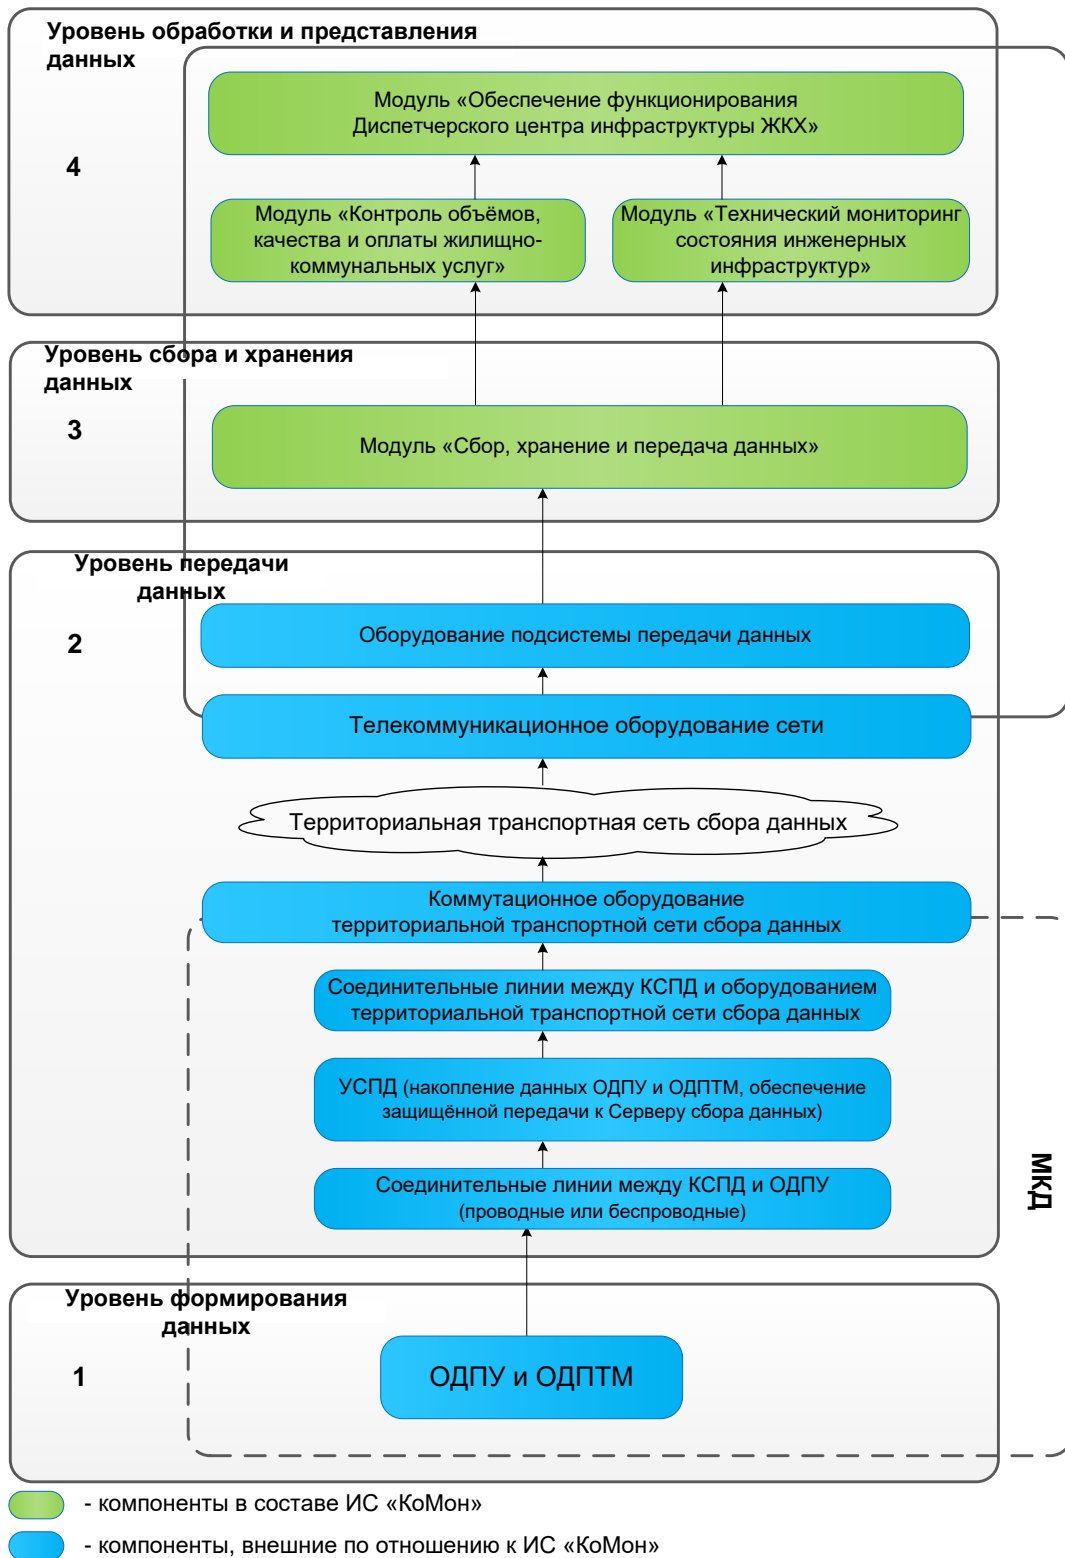 Уровень обработки и представления
данных
Модуль «Обеспечение функционирования
Диспетчерского центра инфраструктуры ЖКХ»
4
Модуль «Контроль объёмов,
качества и оплаты жилищно-
коммунальных услуг»
Модуль «Технический мониторинг
состояния инженерных
инфраструктур»
Уровень сбора и хранения
данных
3
Модуль «Сбор, хранение и передача данных»
Уровень передачи
данных
2
Оборудование подсистемы передачи данных
Телекоммуникационное оборудование сети
Территориальная транспортная сеть сбора данных
Коммутационное оборудование
территориальной транспортной сети сбора данных
Соединительные линии между КСПД и оборудованием
территориальной транспортной сети сбора данных
УСПД (накопление данных ОДПУ и ОДПТМ, обеспечение
защищённой передачи к Серверу сбора данных)
Соединительные линии между КСПД и ОДПУ
(проводные или беспроводные)
МКД
Уровень формирования
данных
1
ОДПУ и ОДПТМ
- компоненты в составе ИС «КоМон»
- компоненты, внешние по отношению к ИС «КоМон»